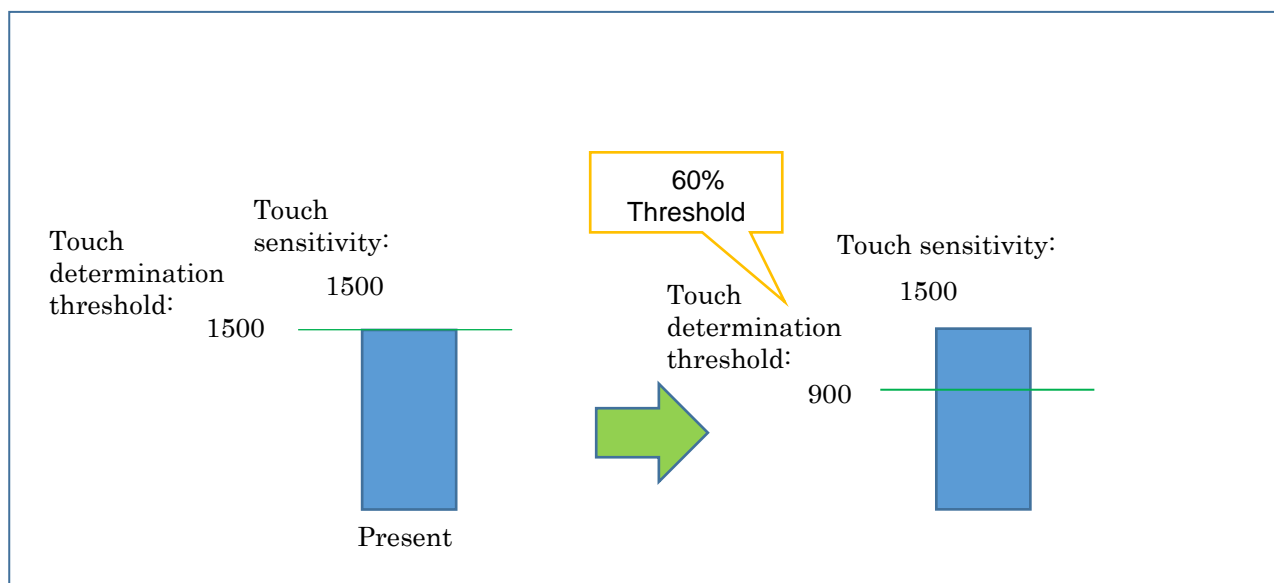 Touch
determination
threshold:
1500
Touch
sensitivity:
1500
Present
60%
Threshold
Touch
determination
threshold:
900
Touch sensitivity:
1500